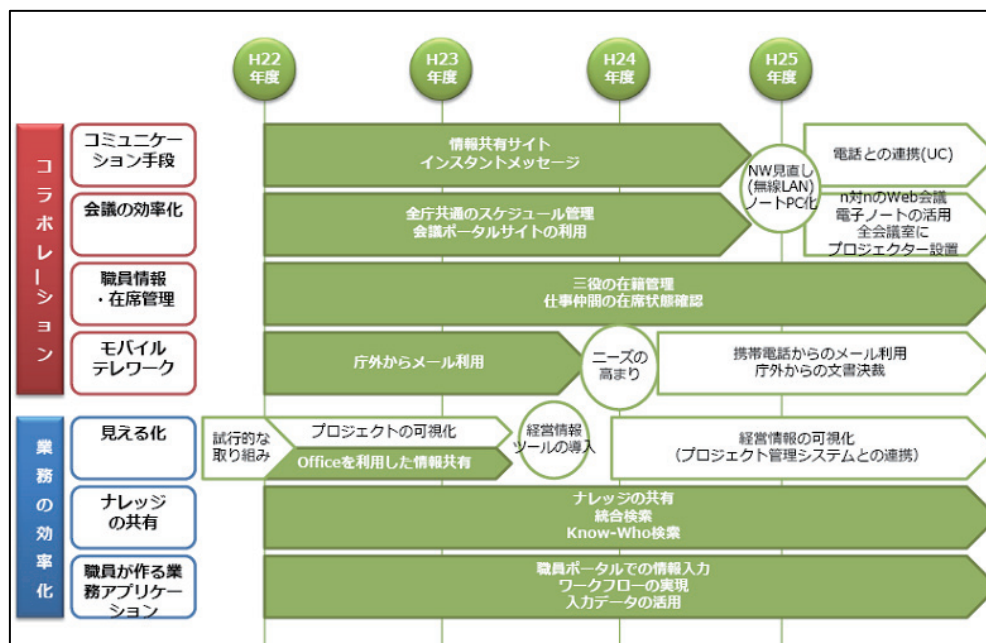 H22
年度
H23
年度
H24
年度
H25
年度
コラボレーション
コミュニケー
ション手段
情報共有サイト
インスタントメッセージ
NW見直し
(無線LAN)
ノートPC化
電話との連携(UC)
会議の効率化
全庁共通のスケジュール管理
会議ポータルサイトの利用
n対nのWeb会議
電子ノートの活用
全会議室に
プロジェクター設置
職員情報
・在席管理
三役の在籍管理
仕事仲間の在席状態確認
モバイル
テレワーク
庁外からメール利用
ニーズの
高まり
携帯電話からのメール利用
庁外からの文書決裁
業務の効率化
見える化
試行的な
取り組み
プロジェクトの可視化
Officeを利用した情報共有
経営情報
ツールの導入
経営情報の可視化
（プロジェクト管理システムとの連携）
ナレッジ
の共有
ナレッジの共有
統合検索
Know-Who検索
職員が作る業
務アプリケー
ション
職員ポータルでの情報入力
ワークフローの実現
入力データの活用